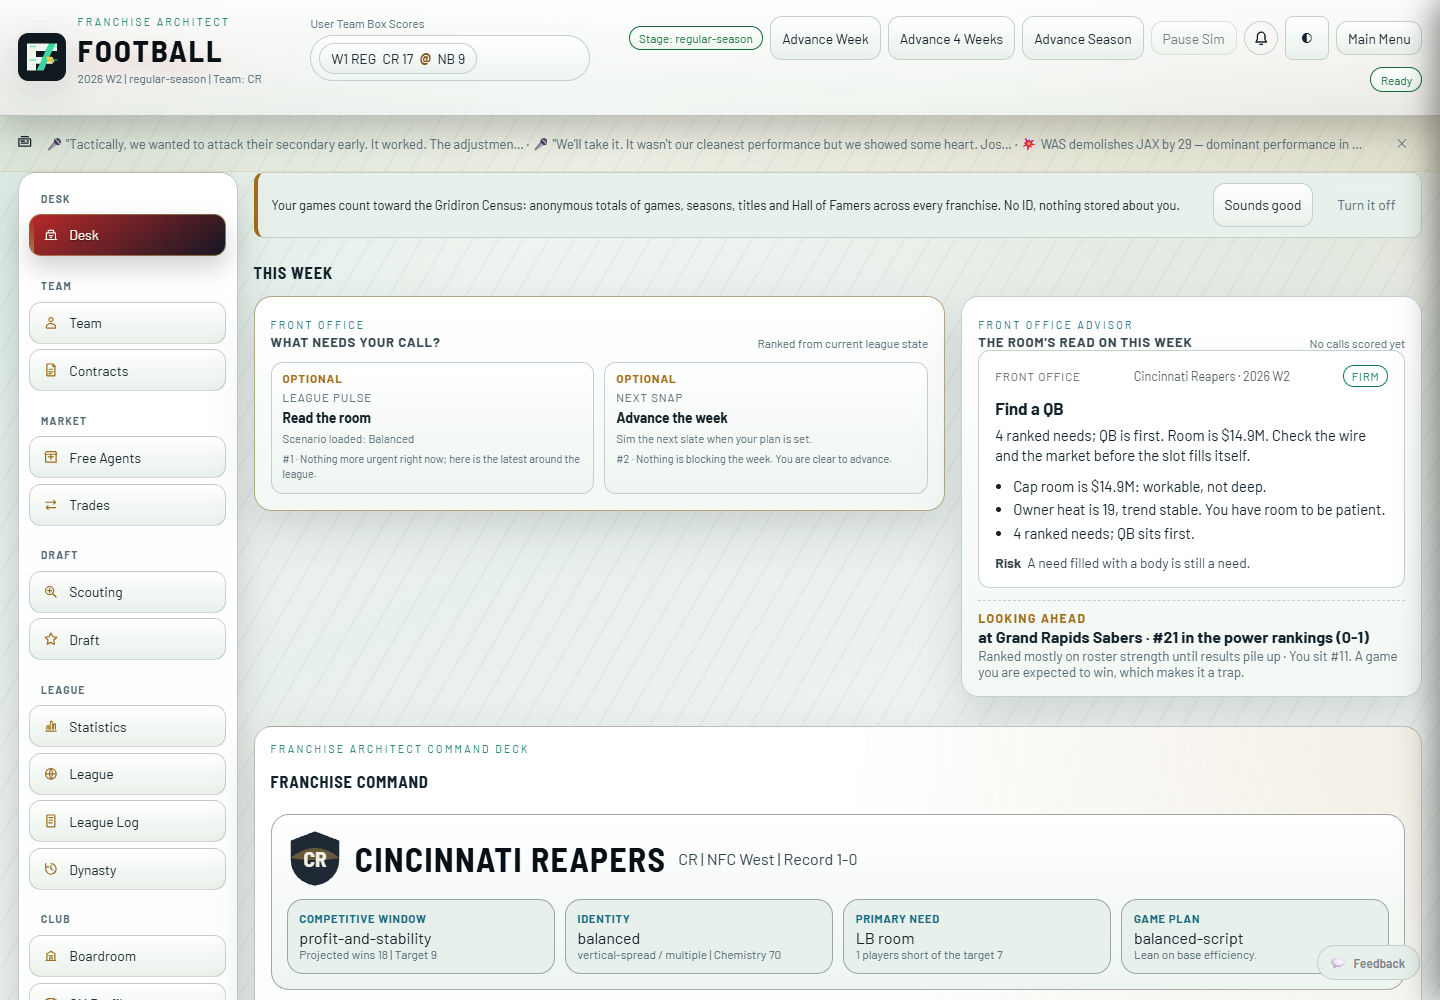 FRANCHISE ARCHITECT
FOOTBALL
2026 W2 | regular-season | Team: CR
User Team Box Scores
W1 REG CR 17 @ NB 9
Stage: regular-season
Advance Week
Advance 4 Weeks
Advance Season
Pause Sim
Main Menu
Ready
"Tactically, we wanted to attack their secondary early. It worked. The adjustmen... · "We'll take it. It wasn't our cleanest performance but we showed some heart. Jos... · WAS demolishes JAX by 29 — dominant performance in ...
DESK
Desk
TEAM
Team
Contracts
MARKET
Free Agents
Trades
DRAFT
Scouting
Draft
LEAGUE
Statistics
League
League Log
Dynasty
CLUB
Boardroom
Your games count toward the Gridiron Census: anonymous totals of games, seasons, titles and Hall of Famers across every franchise. No ID, nothing stored about you.
Sounds good
Turn it off
THIS WEEK
FRONT OFFICE
WHAT NEEDS YOUR CALL?
Ranked from current league state
OPTIONAL
LEAGUE PULSE
Read the room
Scenario loaded: Balanced
#1 · Nothing more urgent right now; here is the latest around the
league.
OPTIONAL
NEXT SNAP
Advance the week
Sim the next slate when your plan is set.
#2 · Nothing is blocking the week. You are clear to advance.
FRONT OFFICE ADVISOR
THE ROOM'S READ ON THIS WEEK
No calls scored yet
FRONT OFFICE
Cincinnati Reapers · 2026 W2
FIRM
Find a QB
4 ranked needs; QB is first. Room is $14.9M. Check the wire
and the market before the slot fills itself.
• Cap room is $14.9M: workable, not deep.
• Owner heat is 19, trend stable. You have room to be patient.
• 4 ranked needs; QB sits first.
Risk A need filled with a body is still a need.
LOOKING AHEAD
at Grand Rapids Sabers · #21 in the power rankings (0-1)
Ranked mostly on roster strength until results pile up · You sit #11. A game
you are expected to win, which makes it a trap.
FRANCHISE ARCHITECT COMMAND DECK
FRANCHISE COMMAND
CR
CINCINNATI REAPERS
CR | NFC West | Record 1-0
COMPETITIVE WINDOW
profit-and-stability
Projected wins 18 | Target 9
IDENTITY
balanced
vertical-spread / multiple | Chemistry 70
PRIMARY NEED
LB room
1 players short of the target 7
GAME PLAN
balanced-script
Lean on base efficiency.
Feedback